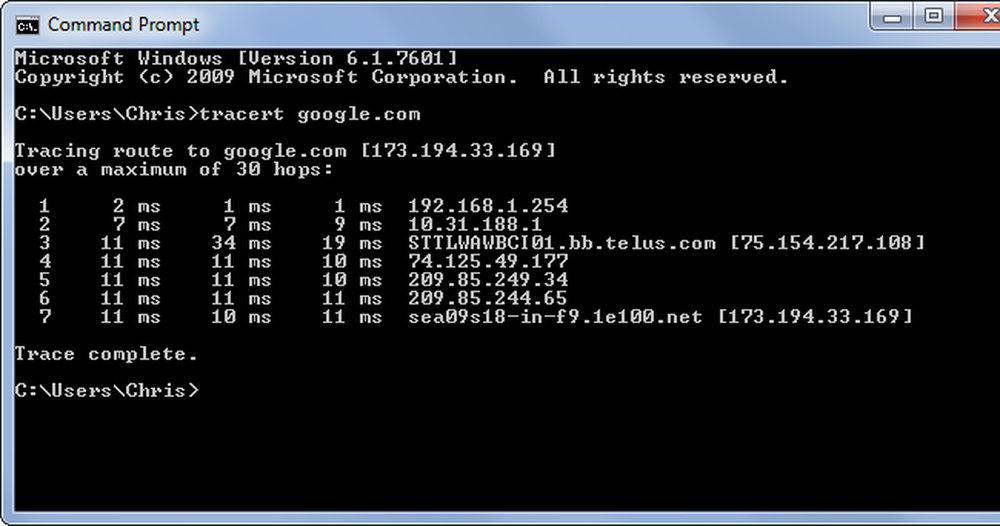 Command Prompt
Microsoft Windows [Version 6.1.7601]
Copyright (c) 2009 Microsoft Corporation.  All rights reserved.
C:\Users\Chris>tracert google.com
Tracing route to google.com [173.194.33.169]
over a maximum of 30 hops:
  1     2 ms     1 ms     1 ms  192.168.1.254
  2     7 ms     7 ms     9 ms  10.31.188.1
  3    11 ms    34 ms    19 ms  STTLWAWBCI01.bb.telus.com [75.154.217.108]
  4    11 ms    11 ms    10 ms  74.125.49.177
  5    11 ms    11 ms    10 ms  209.85.249.34
  6    11 ms    11 ms    11 ms  209.85.244.65
  7    11 ms    10 ms    11 ms  sea09s18-in-f9.1e100.net [173.194.33.169]
Trace complete.
C:\Users\Chris>